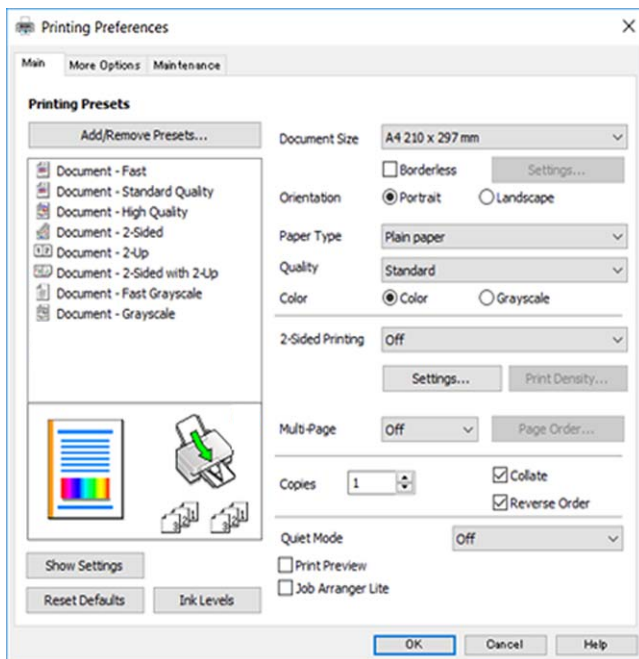 Printing Preferences
Main More Options Maintenance
Printing Presets
Add/Remove Presets...
Document - Fast
Document - Standard Quality
Document - High Quality
Document - 2-Sided
Document - 2-Up
Document - 2-Sided with 2-Up
Document - Fast Grayscale
Document - Grayscale
Show Settings
Reset Defaults Ink Levels
Document Size A4 210 x 297 mm
Borderless Settings...
Orientation Portrait Landscape
Paper Type Plain paper
Quality Standard
Color Color Grayscale
2-Sided Printing Off
Settings... Print Density...
Multi-Page Off Page Order...
Copies 1 Collate
Reverse Order
Quiet Mode Off
Print Preview
Job Arranger Lite
OK Cancel Help